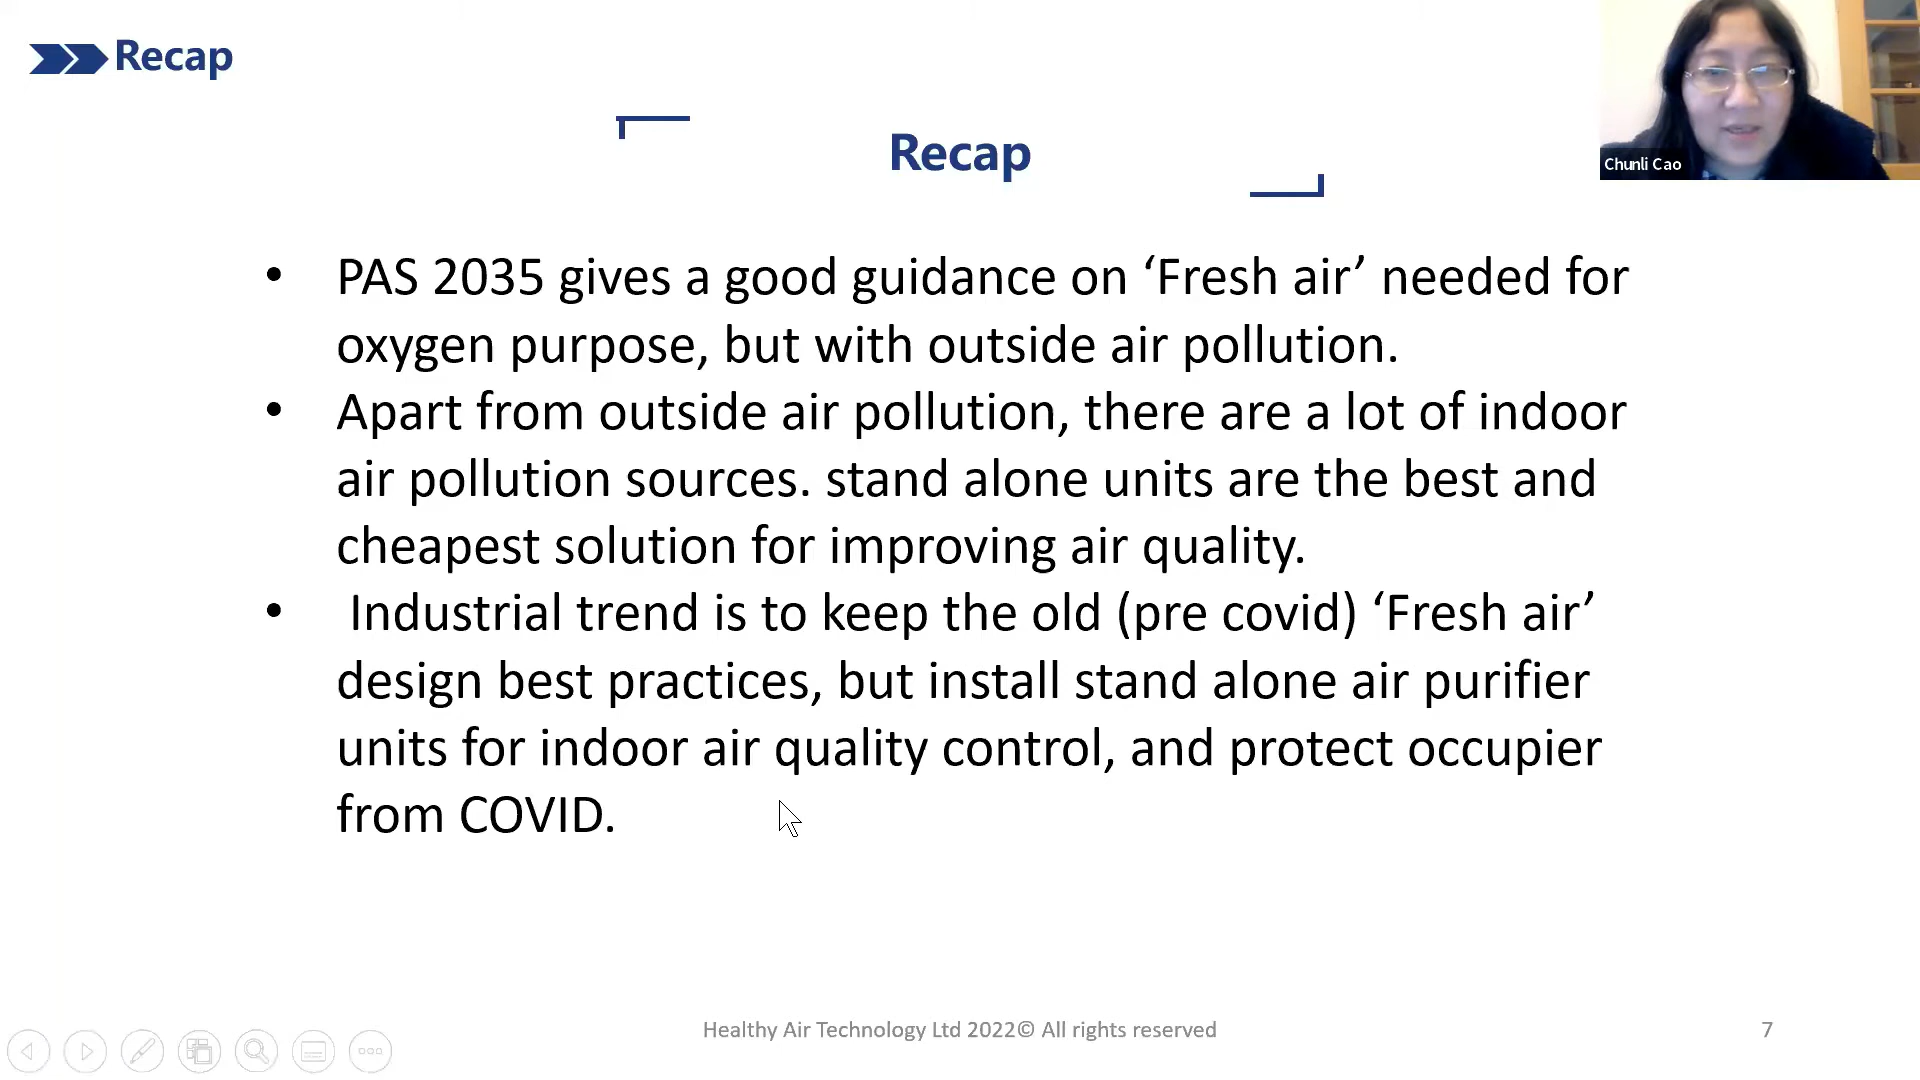 Recap
Recap
Chunli Cao
• PAS 2035 gives a good guidance on ‘Fresh air’ needed for
oxygen purpose, but with outside air pollution.
• Apart from outside air pollution, there are a lot of indoor
air pollution sources. stand alone units are the best and
cheapest solution for improving air quality.
• Industrial trend is to keep the old (pre covid) ‘Fresh air’
design best practices, but install stand alone air purifier
units for indoor air quality control, and protect occupier
from COVID.
Healthy Air Technology Ltd 2022© All rights reserved
7